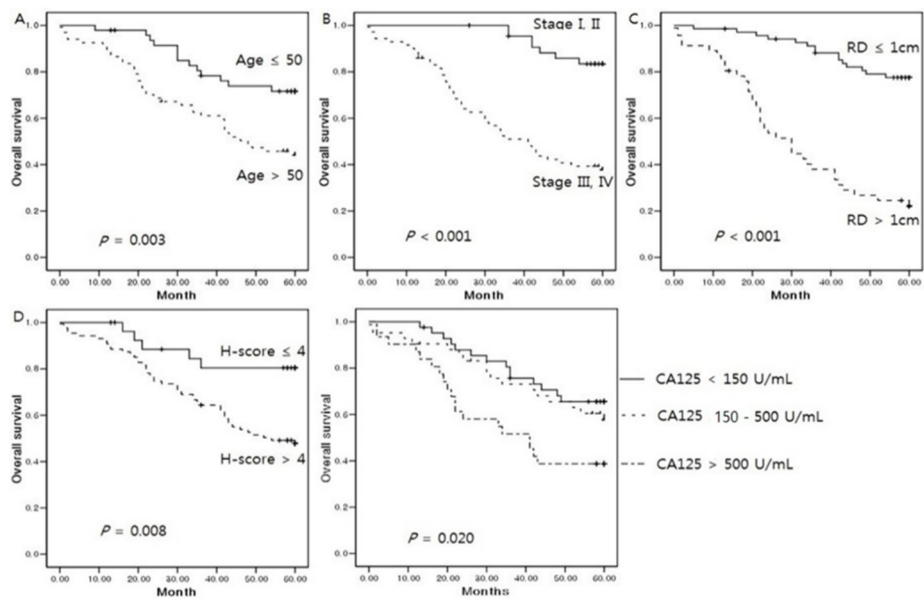 A
Overall survival
1.0
0.8
0.6
0.4
0.2
0.0
Age ≤ 50
Age > 50
P = 0.003
0.00 10.00 20.00 30.00 40.00 50.00 60.00
Month
B
Overall survival
1.0
0.8
0.6
0.4
0.2
0.0
Stage I, II
Stage III, IV
P < 0.001
0.00 10.00 20.00 30.00 40.00 50.00 60.00
Month
C
Overall survival
1.0
0.8
0.6
0.4
0.2
0.0
RD ≤ 1cm
RD > 1cm
P < 0.001
0.00 10.00 20.00 30.00 40.00 50.00 60.00
Month
D
Overall survival
1.0
0.8
0.6
0.4
0.2
0.0
H-score ≤ 4
H-score > 4
P = 0.008
0.00 10.00 20.00 30.00 40.00 50.00 60.00
Month
Overall survival
1.0
0.8
0.6
0.4
0.2
0.0
P = 0.020
0.00 10.00 20.00 30.00 40.00 50.00 60.00
Months
CA125 < 150 U/mL
CA125 150 - 500 U/mL
CA125 > 500 U/mL